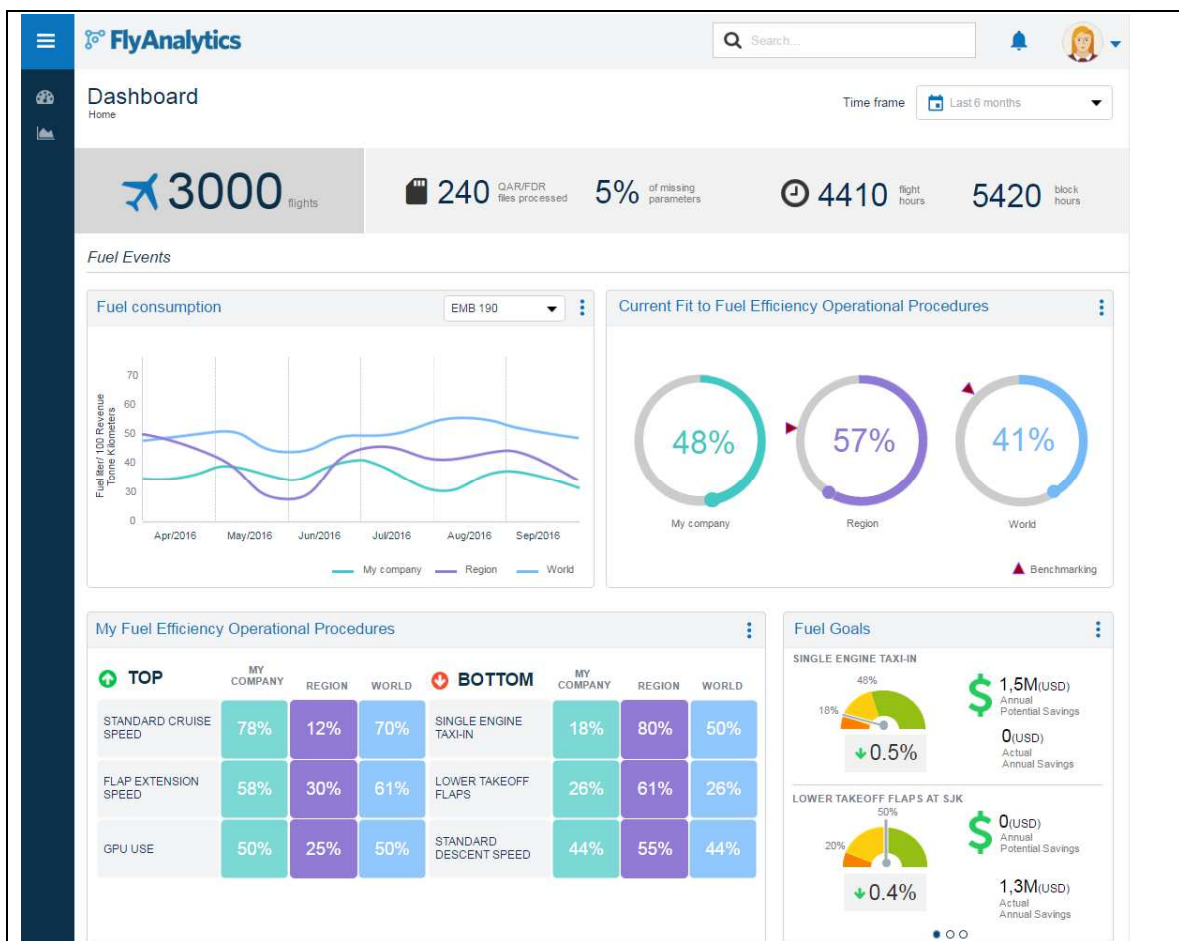 FlyAnalytics
Search...
Dashboard
Home
Time frame
Last 6 months
3000 flights
240 QAR/FDR
files processed
5% of missing
parameters
4410 flight
hours
5420 block
hours
Fuel Events
Fuel consumption
EMB 190
Fuel liter/ 100 Revenue
Tonne Kilometers
70
60
50
40
30
0
Apr/2016 May/2016 Jun/2016 Jul/2016 Aug/2016 Sep/2016
My company Region World
Current Fit to Fuel Efficiency Operational Procedures
48% 57% 41%
My company Region World
Benchmarking
My Fuel Efficiency Operational Procedures
TOP MY
COMPANY REGION WORLD
STANDARD CRUISE
SPEED
78% 12% 70%
FLAP EXTENSION
SPEED
58% 30% 61%
GPU USE 50% 25% 50%
BOTTOM MY
COMPANY REGION WORLD
SINGLE ENGINE
TAXI-IN
18% 80% 50%
LOWER TAKEOFF
FLAPS
26% 61% 26%
STANDARD
DESCENT SPEED
44% 55% 44%
Fuel Goals
SINGLE ENGINE TAXI-IN
48%
18%
0.5%
$ 1,5M(USD)
Annual
Potential Savings
0(USD)
Actual
Annual Savings
LOWER TAKEOFF FLAPS AT SJK
50%
20%
0.4%
$ 0(USD)
Annual
Potential Savings
1,3M(USD)
Actual
Annual Savings